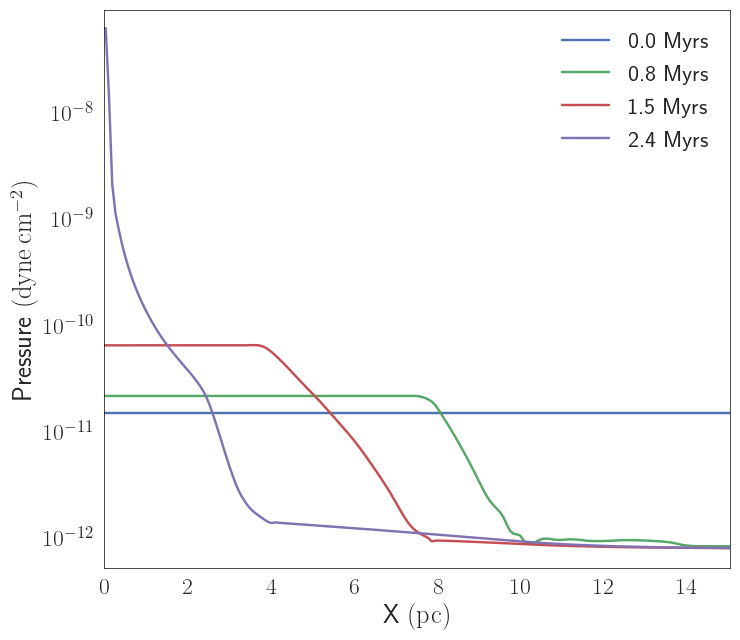 0.0 Myrs
0.8 Myrs
1.5 Myrs
2.4 Myrs
Pressure (dyne cm⁻²)
10⁻⁸
10⁻⁹
10⁻¹⁰
10⁻¹¹
10⁻¹²
0 2 4 6 8 10 12 14
X (pc)